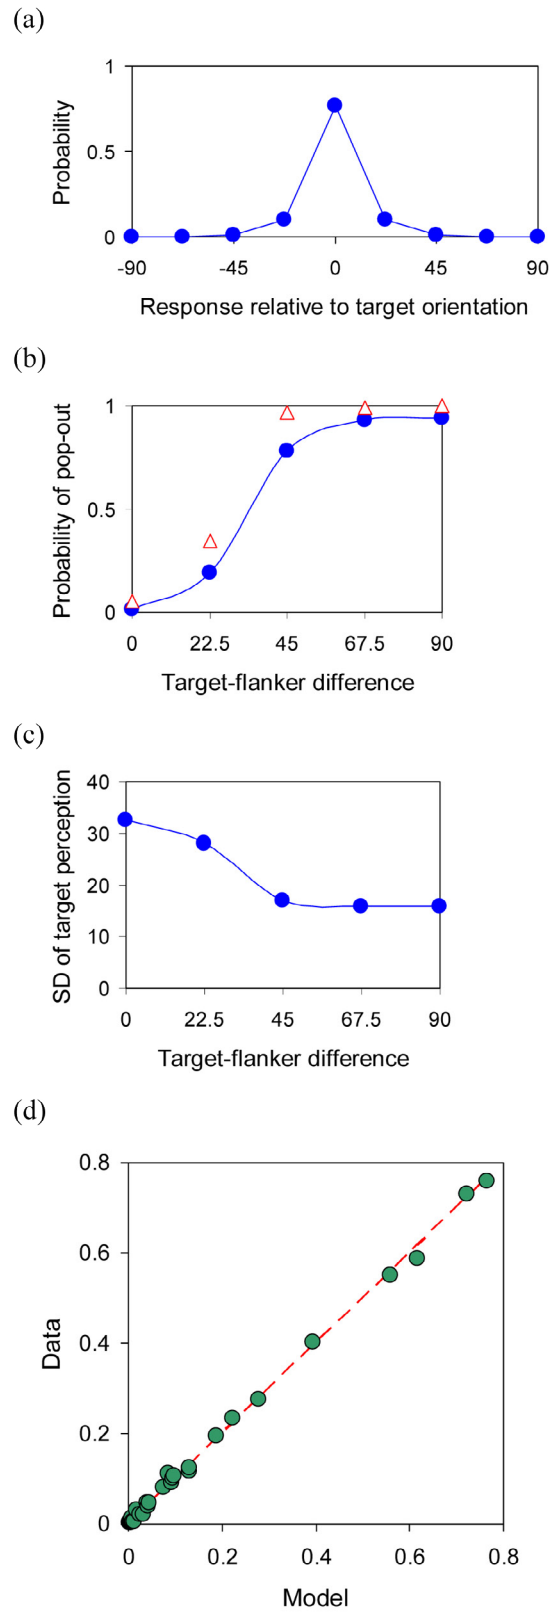 (a)
1
0.5
0
Probability
-90 -45 0 45 90
Response relative to target orientation
(b)
1
0.5
0
Probability of pop-out
0 22.5 45 67.5 90
Target-flanker difference
(c)
40
30
20
10
0
SD of target perception
0 22.5 45 67.5 90
Target-flanker difference
(d)
0.8
0.6
0.4
0.2
0
Data
0 0.2 0.4 0.6 0.8
Model